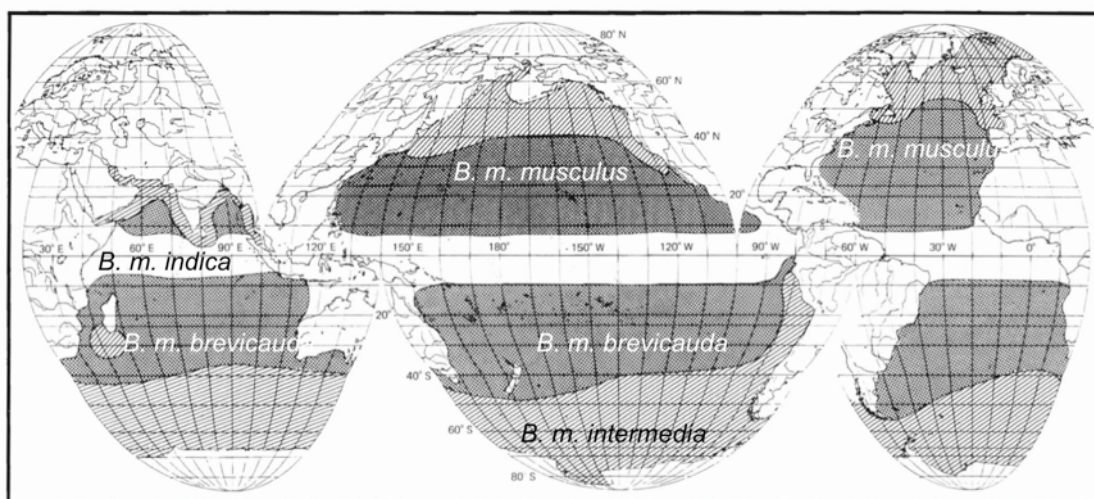 80° N
60° N
40° N
B. m. musculus
B. m. musculu
20°
30° E
60° E
90° E
120° E
150° E
180°
-150° W
120° W
90° W
60° W
30° W
0°
B. m. indica
20°
B. m. brevicauda
B. m. brevicauda
40° S
B. m. intermedia
60° S
80° S